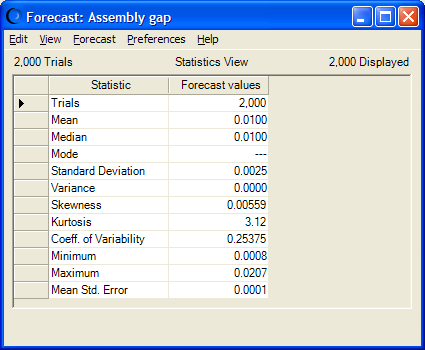 Forecast: Assembly gap
Edit View Forecast Preferences Help
2,000 Trials Statistics View 2,000 Displayed
Statistic Forecast values
Trials 2,000
Mean 0.0100
Median 0.0100
Mode ---
Standard Deviation 0.0025
Variance 0.0000
Skewness 0.00559
Kurtosis 3.12
Coeff. of Variability 0.25375
Minimum 0.0008
Maximum 0.0207
Mean Std. Error 0.0001